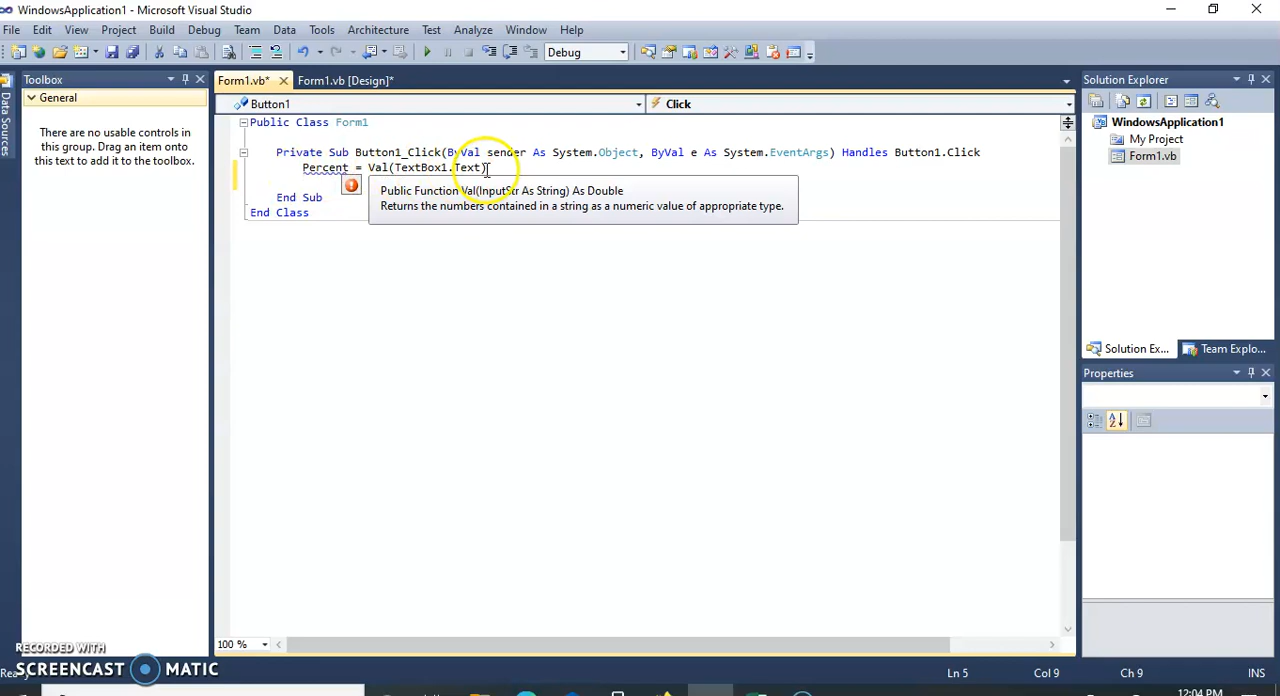 WindowsApplication1 - Microsoft Visual Studio
File Edit View Project Build Debug Team Data Tools Architecture Test Analyze Window Help
Debug
Data Sources
Toolbox
General
There are no usable controls in
this group. Drag an item onto
this text to add it to the toolbox.
Form1.vb* Form1.vb [Design]*
Button1 Click
Public Class Form1
Private Sub Button1_Click(ByVal sender As System.Object, ByVal e As System.EventArgs) Handles Button1.Click
Percent = Val(TextBox1.Text)
Public Function Val(InputStr As String) As Double
Returns the numbers contained in a string as a numeric value of appropriate type.
End Sub
End Class
100 %
Solution Explorer
WindowsApplication1
My Project
Form1.vb
Solution Ex... Team Explo...
Properties
RECORDED WITH
SCREENCAST MATIC
Rea
Ln 5 Col 9 Ch 9 INS
12:04 PM